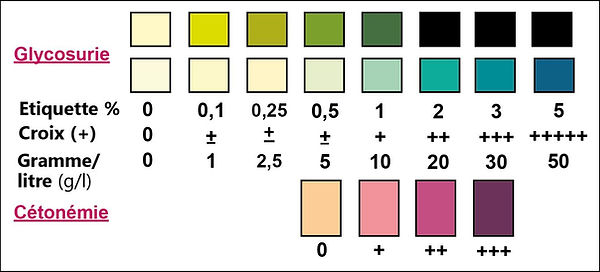 Glycosurie
Etiquette % 0 0,1 0,25 0,5 1 2 3 5
Croix (+) 0 ± ± ± + ++ +++ +++++
Gramme/
litre (g/l) 0 1 2,5 5 10 20 30 50
Cétonémie
0 + ++ +++